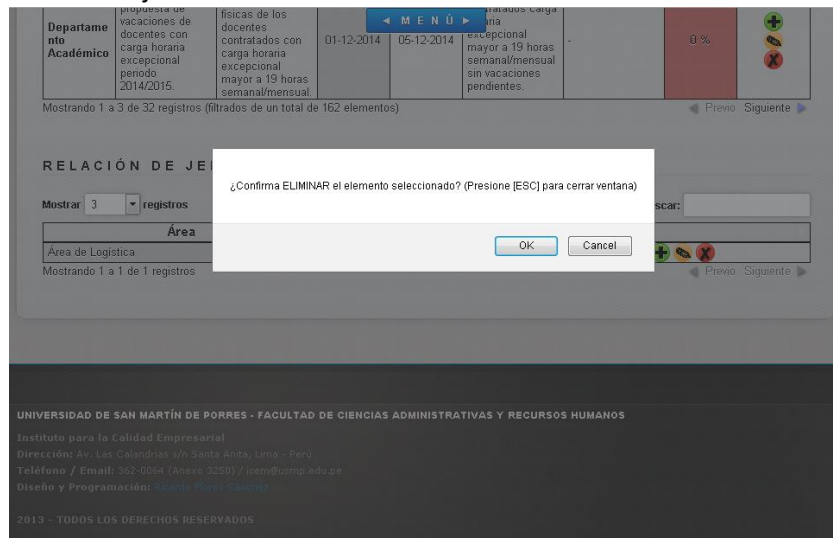 propuesta de
vacaciones de
docentes con
carga horaria
excepcional
periodo
2014/2015.
Departame
nto
Académico
físicas de los
docentes
contratados con
carga horaria
excepcional
mayor a 19 horas
semanal/mensual.
01-12-2014
05-12-2014
MENÚ
excepcional
mayor a 19 horas
semanal/mensual
sin vacaciones
pendientes.
-
0 %
Mostrando 1 a 3 de 32 registros (filtrados de un total de 162 elementos)
Previo Siguiente
RELACIÓN DE JE
¿Confirma ELIMINAR el elemento seleccionado? (Presione [ESC] para cerrar ventana)
OK Cancel
Mostrar 3 registros
scar:
Área
Área de Logística
Mostrando 1 a 1 de 1 registros
Previo Siguiente
UNIVERSIDAD DE SAN MARTÍN DE PORRES - FACULTAD DE CIENCIAS ADMINISTRATIVAS Y RECURSOS HUMANOS
Instituto para la Calidad Empresarial
Dirección: Av. Las Calandrias s/n Santa Anita, Lima - Perú
Teléfono / Email: 362-0064 (Anexo 3250) / icem@usmp.edu.pe
Diseño y Programación: Ricardo Flores Sánchez
2013 - TODOS LOS DERECHOS RESERVADOS